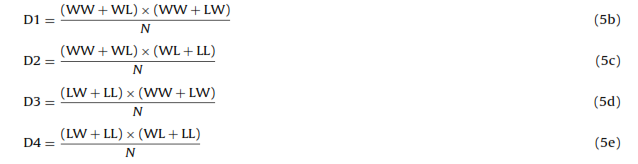 D1 = (WW + WL) × (WW + LW) / N (5b)
D2 = (WW + WL) × (WL + LL) / N (5c)
D3 = (LW + LL) × (WW + LW) / N (5d)
D4 = (LW + LL) × (WL + LL) / N (5e)